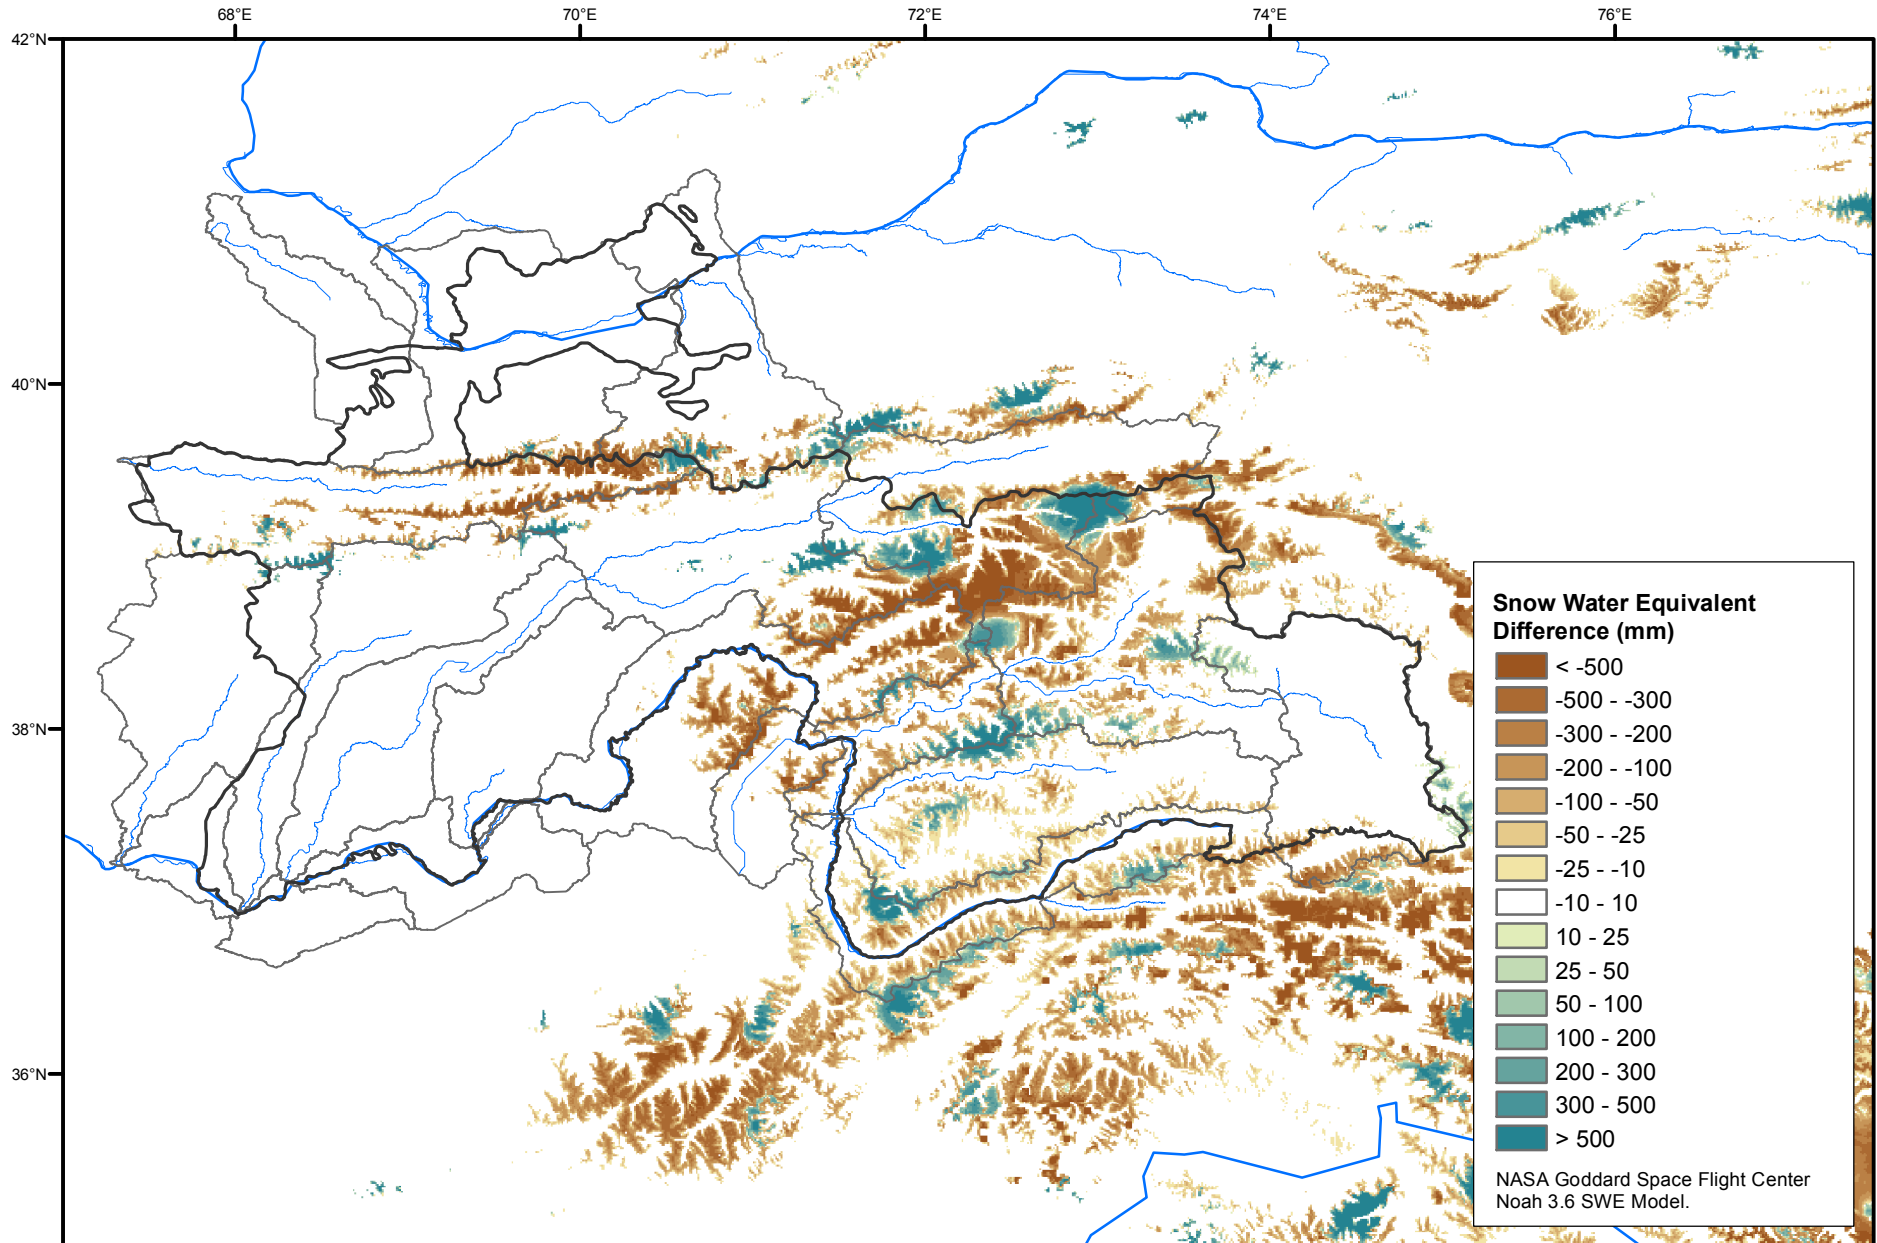 68°E
70°E
72°E
74°E
76°E
42°N
40°N
38°N
36°N
Snow Water Equivalent
Difference (mm)
< -500
-500 - -300
-300 - -200
-200 - -100
-100 - -50
-50 - -25
-25 - -10
-10 - 10
10 - 25
25 - 50
50 - 100
100 - 200
200 - 300
300 - 500
> 500
NASA Goddard Space Flight Center
Noah 3.6 SWE Model.